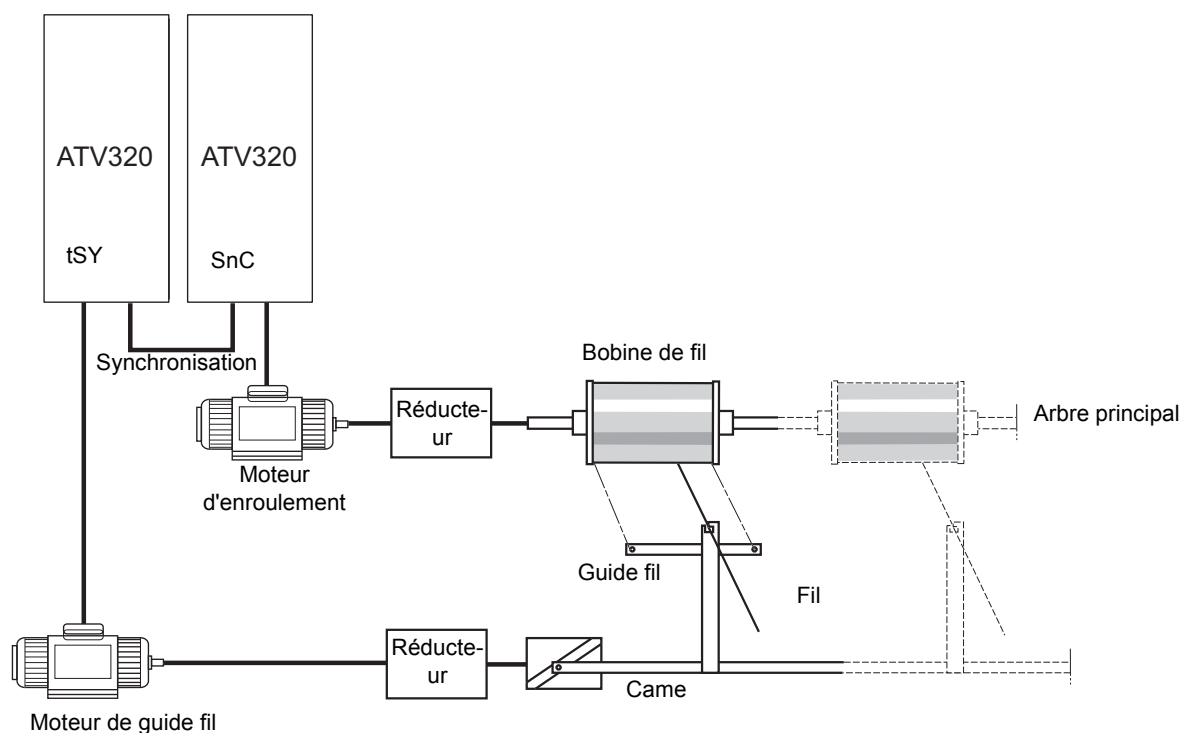 ATV320
ATV320
tSY
SnC
Synchronisation
Bobine de fil
Réducte-
ur
Arbre principal
Moteur
d'enroulement
Guide fil
Fil
Réducte-
ur
Came
Moteur de guide fil